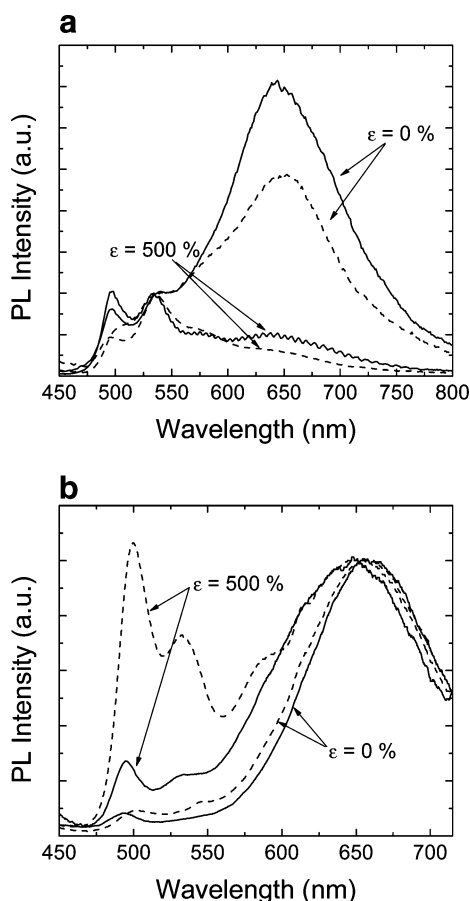 a
PL Intensity (a.u.)
ε = 0 %
ε = 500 %
450 500 550 600 650 700 750 800
Wavelength (nm)
b
PL Intensity (a.u.)
ε = 500 %
ε = 0 %
450 500 550 600 650 700
Wavelength (nm)